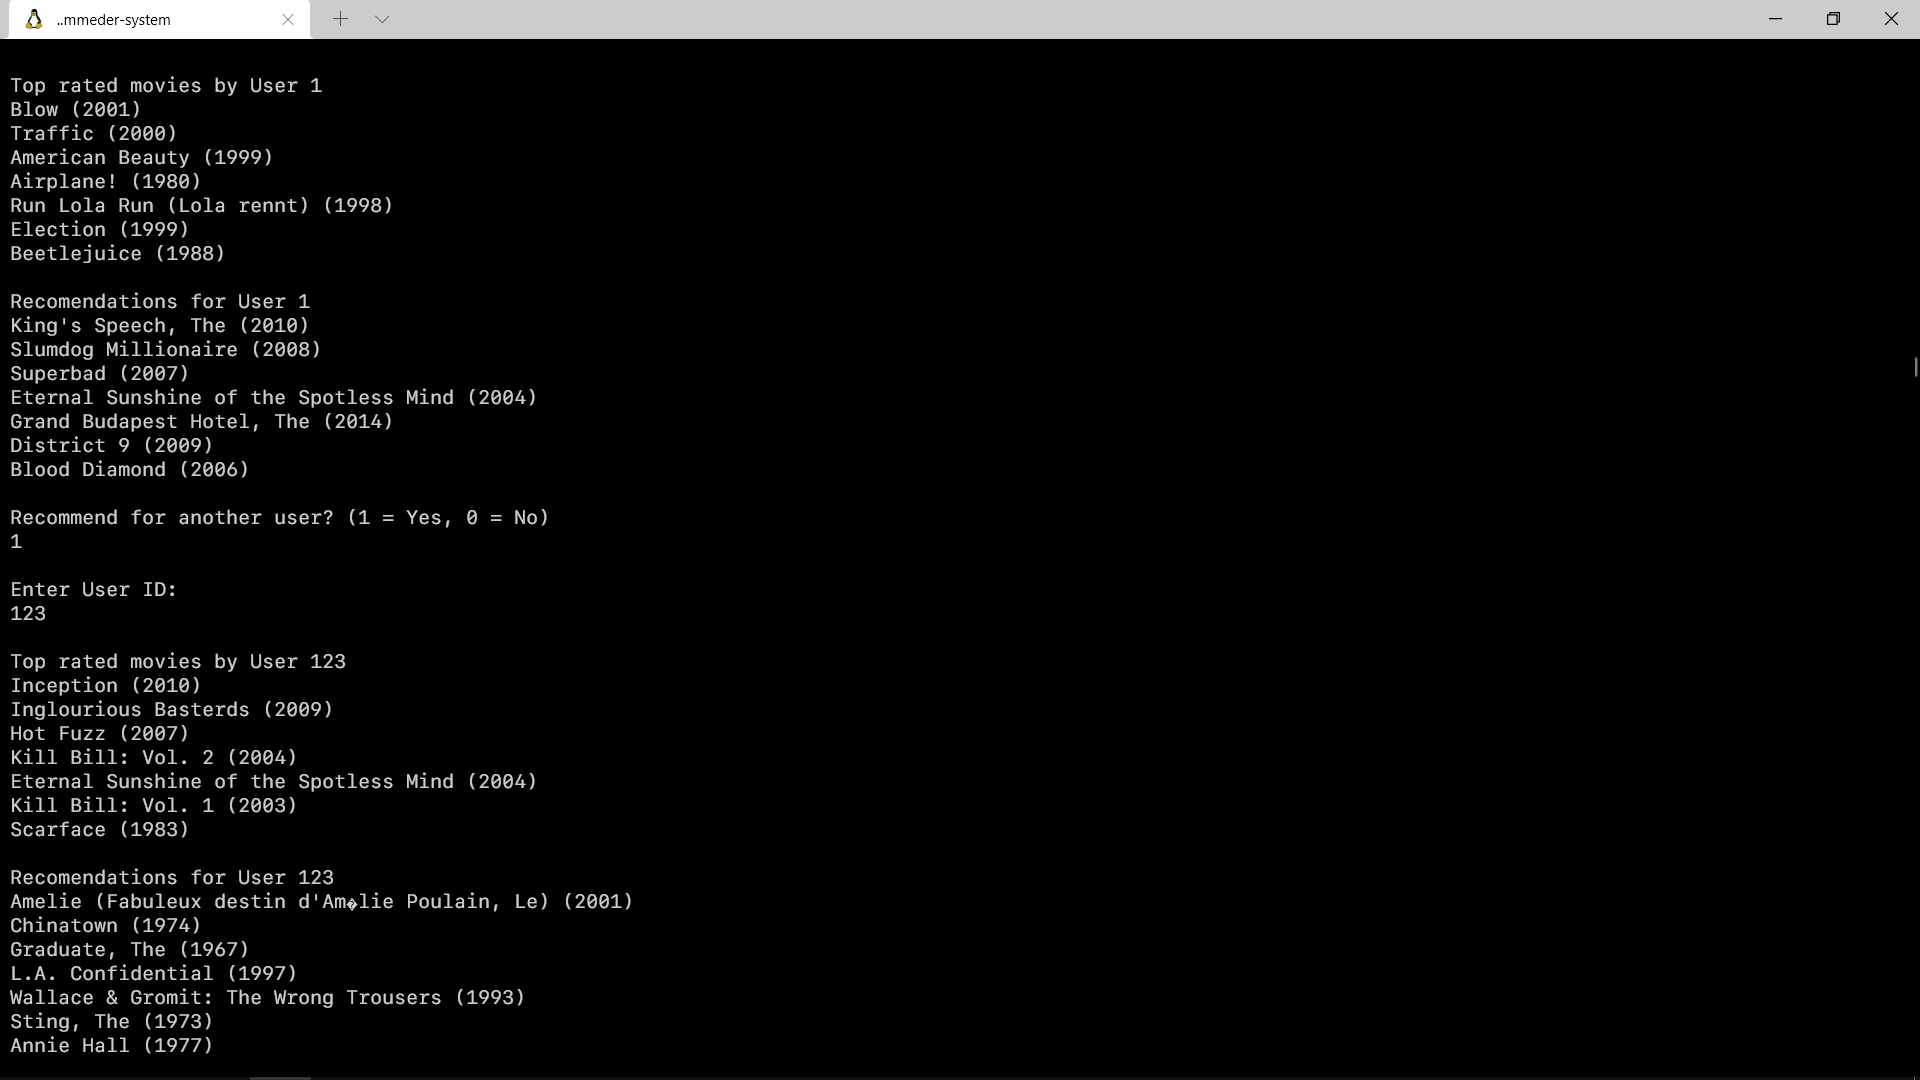 ..mmeder-system
Top rated movies by User 1
Blow (2001)
Traffic (2000)
American Beauty (1999)
Airplane! (1980)
Run Lola Run (Lola rennt) (1998)
Election (1999)
Beetlejuice (1988)
Recomendations for User 1
King's Speech, The (2010)
Slumdog Millionaire (2008)
Superbad (2007)
Eternal Sunshine of the Spotless Mind (2004)
Grand Budapest Hotel, The (2014)
District 9 (2009)
Blood Diamond (2006)
Recommend for another user? (1 = Yes, 0 = No)
1
Enter User ID:
123
Top rated movies by User 123
Inception (2010)
Inglourious Basterds (2009)
Hot Fuzz (2007)
Kill Bill: Vol. 2 (2004)
Eternal Sunshine of the Spotless Mind (2004)
Kill Bill: Vol. 1 (2003)
Scarface (1983)
Recomendations for User 123
Amelie (Fabuleux destin d'Am�lie Poulain, Le) (2001)
Chinatown (1974)
Graduate, The (1967)
L.A. Confidential (1997)
Wallace & Gromit: The Wrong Trousers (1993)
Sting, The (1973)
Annie Hall (1977)